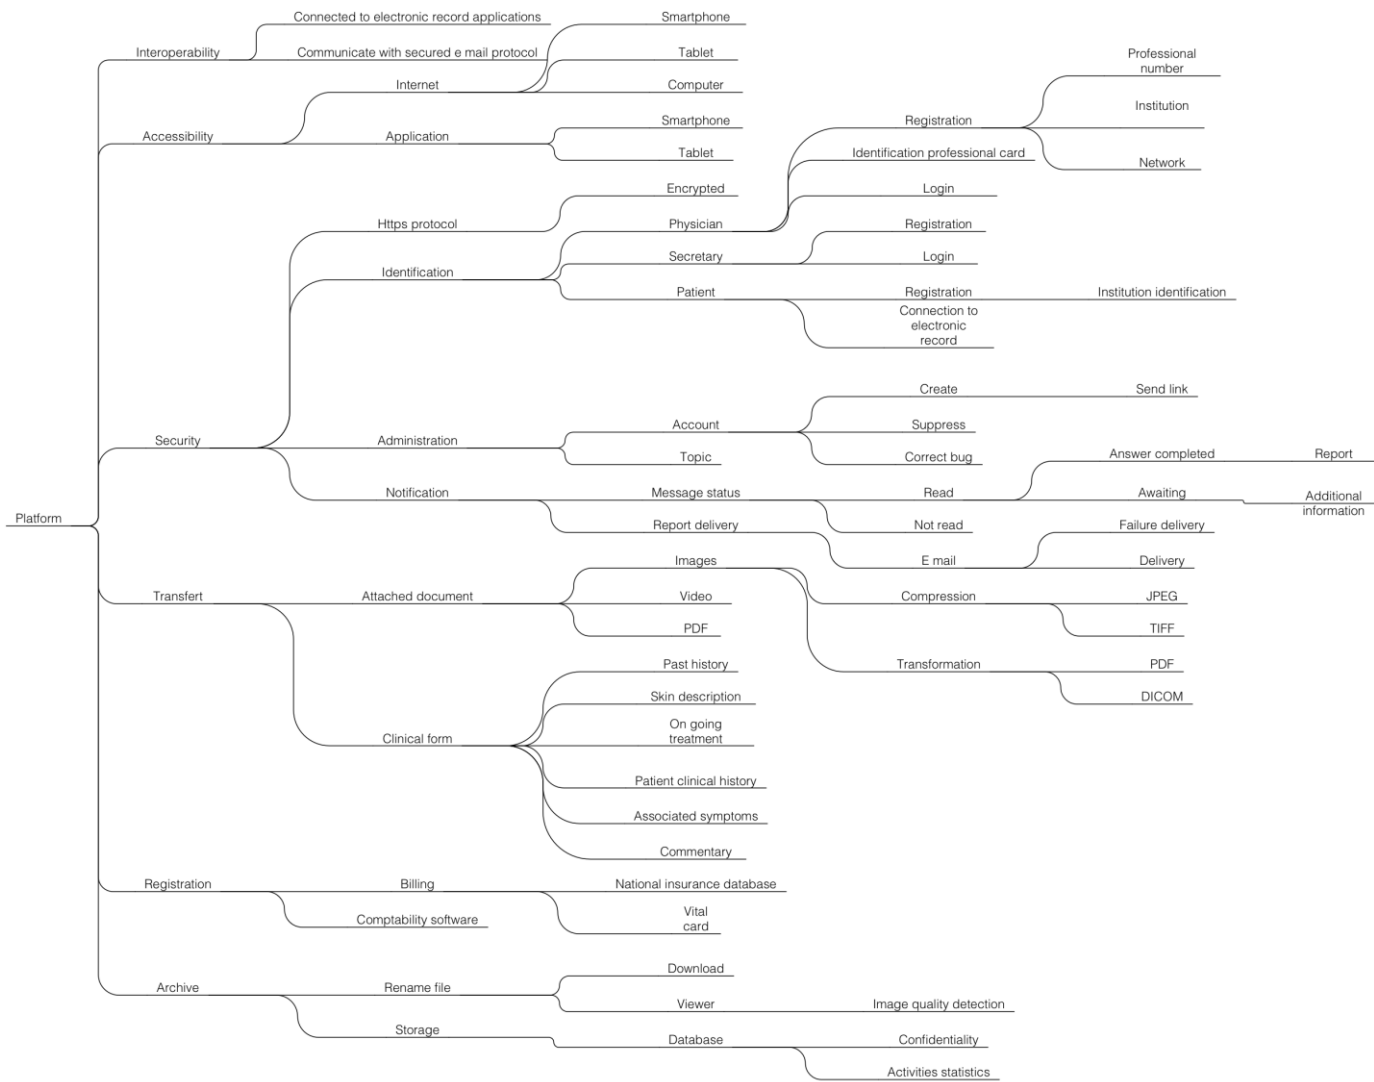 Connected to electronic record applications
Smartphone
Interoperability
Communicate with secured e mail protocol
Tablet
Professional
number
Internet
Computer
Institution
Accessibility
Application
Smartphone
Registration
Tablet
Identification professional card
Network
Encrypted
Login
Https protocol
Physician
Registration
Identification
Secretary
Login
Patient
Registration
Institution identification
Connection to
electronic
record
Create
Send link
Account
Suppress
Security
Administration
Topic
Correct bug
Answer completed
Report
Notification
Message status
Read
Awaiting
Additional
information
Platform
Report delivery
Not read
Failure delivery
Images
E mail
Delivery
Transfert
Attached document
Video
Compression
JPEG
PDF
TIFF
Past history
Transformation
PDF
Skin description
DICOM
On going
treatment
Clinical form
Patient clinical history
Associated symptoms
Commentary
Registration
Billing
National insurance database
Comptability software
Vital
card
Download
Archive
Rename file
Viewer
Image quality detection
Storage
Database
Confidentiality
Activities statistics